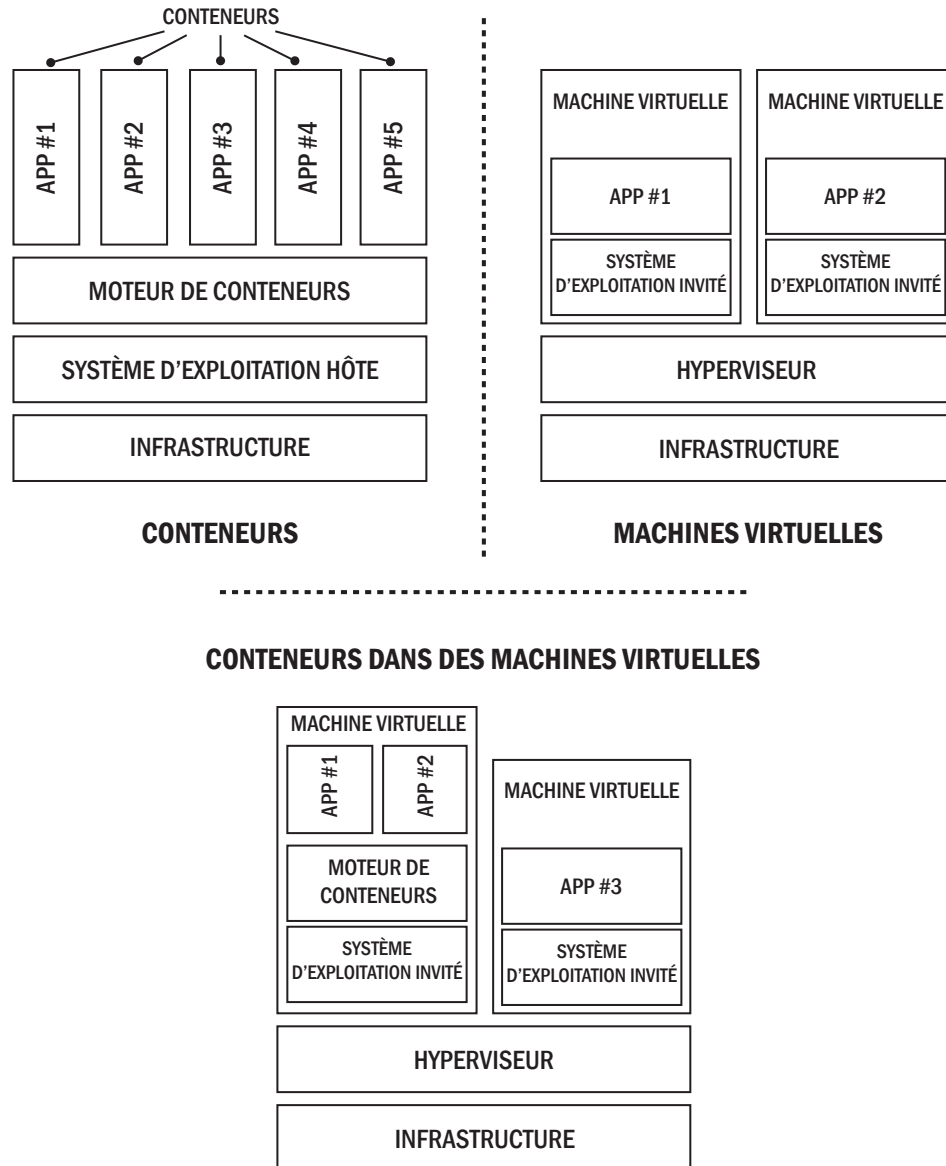 CONTENEURS
APP #1
APP #2
APP #3
APP #4
APP #5
MOTEUR DE CONTENEURS
SYSTÈME D'EXPLOITATION HÔTE
INFRASTRUCTURE
CONTENEURS
MACHINE VIRTUELLE
APP #1
SYSTÈME
D'EXPLOITATION INVITÉ
MACHINE VIRTUELLE
APP #2
SYSTÈME
D'EXPLOITATION INVITÉ
HYPERVISEUR
INFRASTRUCTURE
MACHINES VIRTUELLES
CONTENEURS DANS DES MACHINES VIRTUELLES
MACHINE VIRTUELLE
APP #1
APP #2
MOTEUR DE
CONTENEURS
SYSTÈME
D'EXPLOITATION INVITÉ
MACHINE VIRTUELLE
APP #3
SYSTÈME
D'EXPLOITATION INVITÉ
HYPERVISEUR
INFRASTRUCTURE